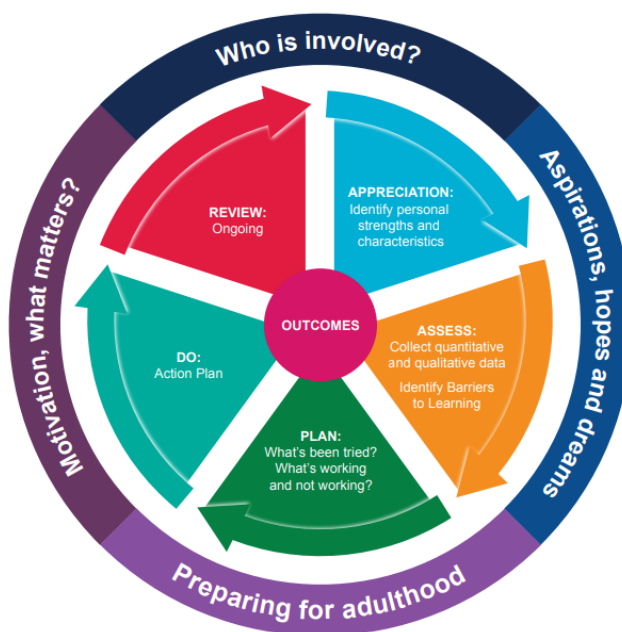 Who is involved?
Aspirations, hopes and dreams
Preparing for adulthood
Motivation, what matters?
APPRECIATION:
Identify personal
strengths and
characteristics
ASSESS:
Collect quantitative
and qualitative data
Identify Barriers
to Learning
PLAN:
What's been tried?
What's working
and not working?
DO:
Action Plan
REVIEW:
Ongoing
OUTCOMES